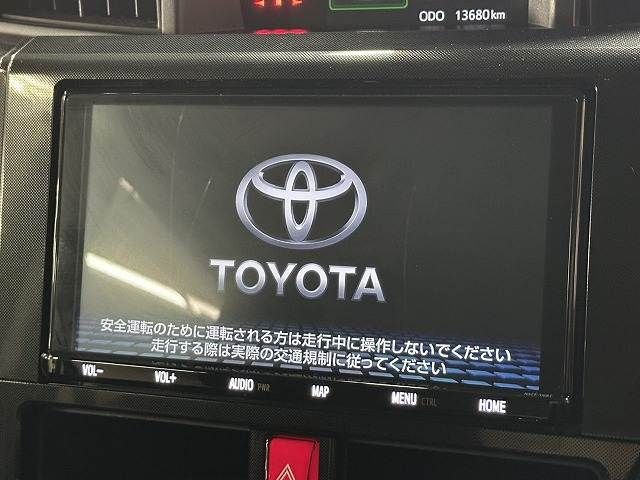 ODO 13680km
TOYOTA
安全運転のために運転される方は走行中に操作しないでください
走行する際は実際の交通規制に従ってください
VOL- VOL+ AUDIO PWR MAP MENU CTRL HOME